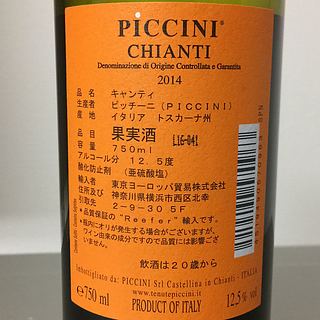 PICCINI®
CHIANTI
Denominazione di Origine Controllata e Garantita
2014
品名 キャンティ
生産者 ピッチーニ(PICCINI)
産地 イタリア トスカーナ州
品目 果実酒 L16-041
容量 750ml
アルコール分 12.5度
酸化防止剤 (亜硫酸塩)
輸入者 東京ヨーロッパ貿易株式会社
住所及び 神奈川県横浜市西区北幸
引取先 2-9-30 5F
*品質保証の"Reefer"輸入です。
*瓶内にオリが発生する場合がございますが、
ワイン由来の成分ですので品質には影響ござ
いません。
飲酒は20歳から
Imbottigliato da: PICCINI Srl Castellina in Chianti - ITALIA
℮750 ml
www.tenutepiccini.it
12,5% vol
PRODUCT OF ITALY